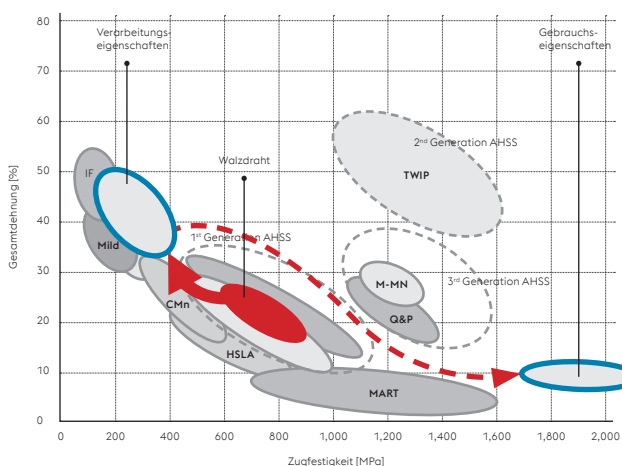 80
70
60
50
40
30
20
10
0
Gesamtdehnung [%]
Verarbeitungs-
eigenschaften
Gebrauchs-
eigenschaften
Walzdraht
2nd Generation AHSS
TWIP
IF
Mild
1st Generation AHSS
3rd Generation AHSS
M-MN
Q&P
CMn
HSLA
MART
0
200
400
600
800
1,000
1,200
1,400
1,600
1,800
2,000
Zugfestigkeit [MPa]